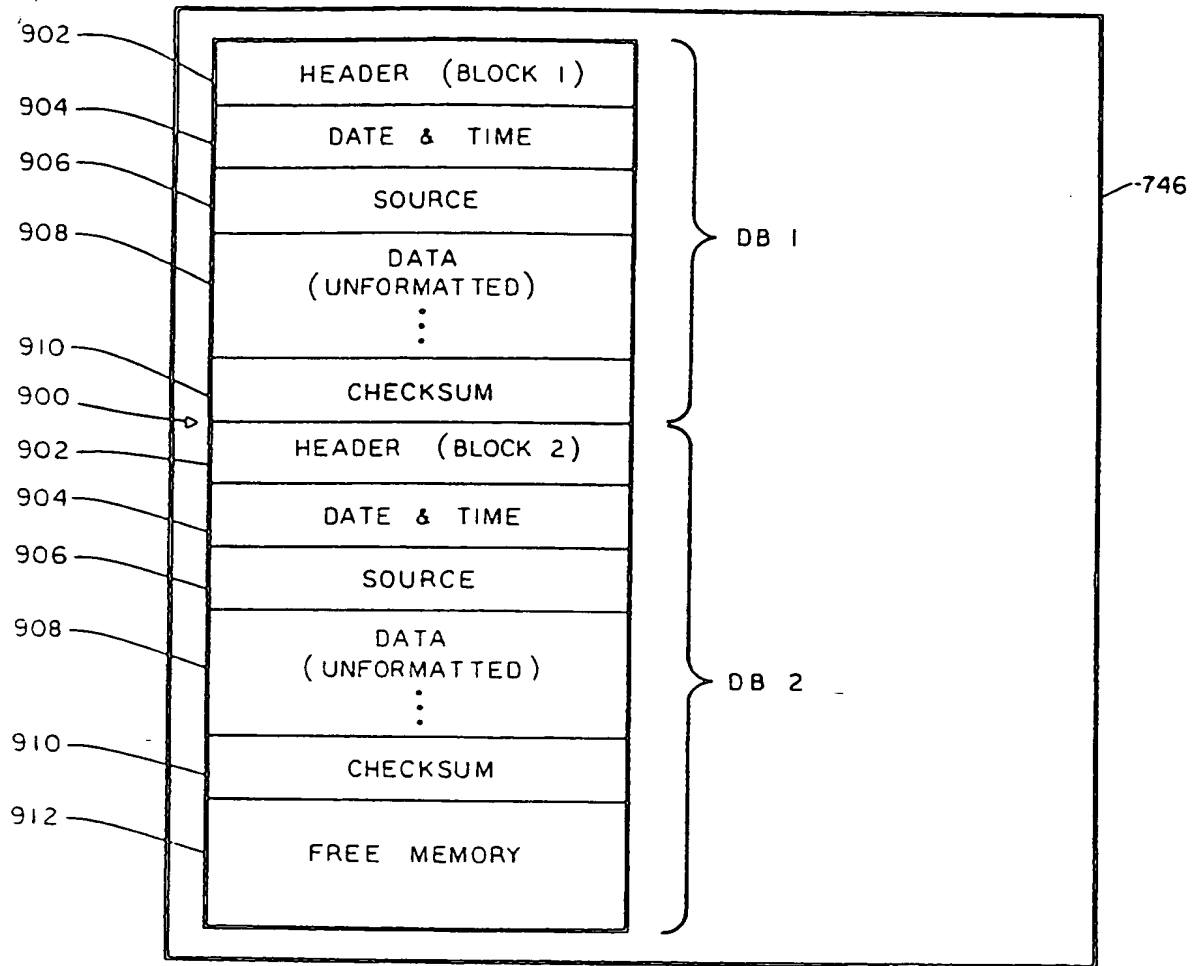 902
HEADER (BLOCK 1)
904
DATE & TIME
906
SOURCE
746
908
DATA
(UNFORMATTED)
DB 1
910
CHECKSUM
900
902
HEADER (BLOCK 2)
904
DATE & TIME
906
SOURCE
908
DATA
(UNFORMATTED)
DB 2
910
CHECKSUM
912
FREE MEMORY